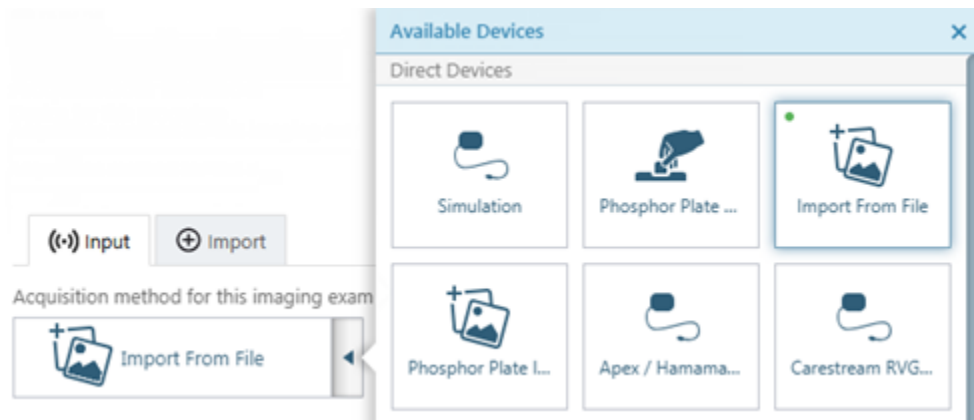 Available Devices
Direct Devices
Simulation
Phosphor Plate ...
Import From File
Input
Import
Acquisition method for this imaging exam
Import From File
Phosphor Plate I...
Apex / Hamama...
Carestream RVG...